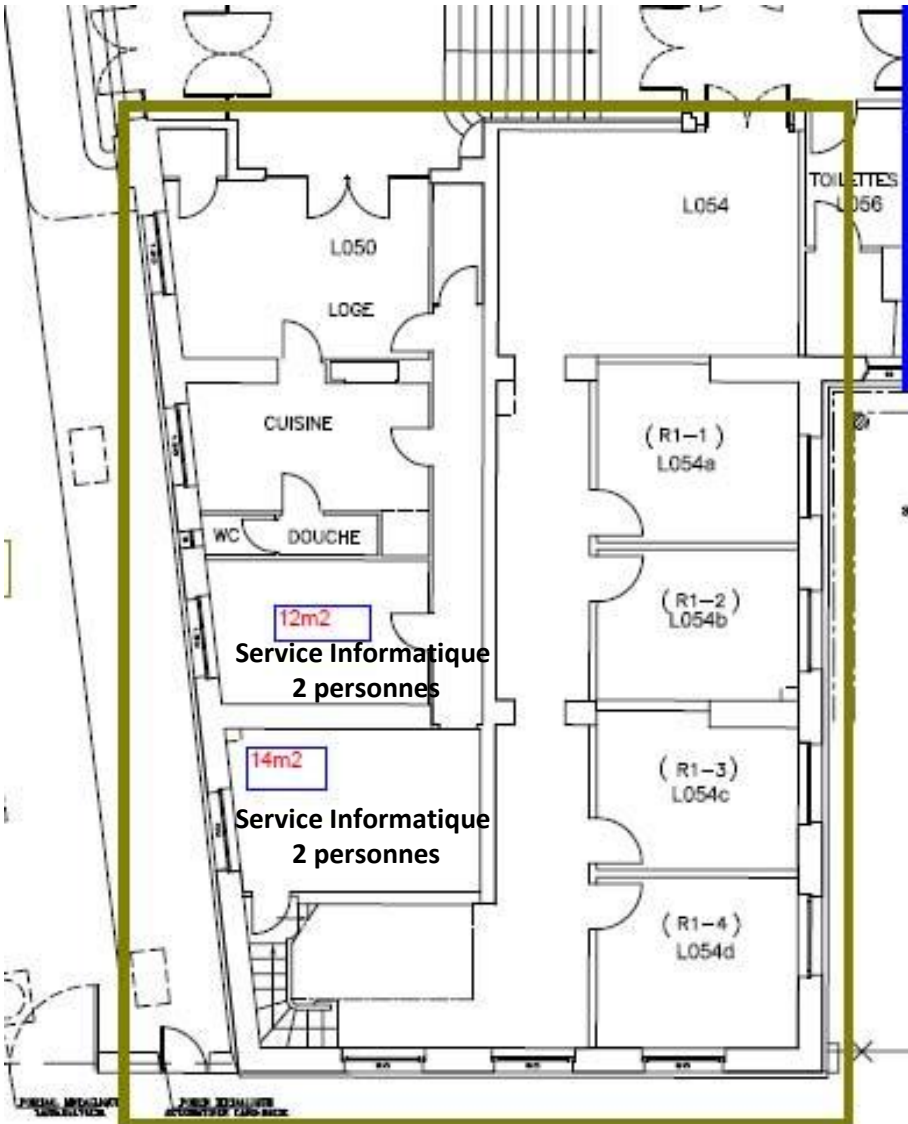 TOILETTES
L056
L054
L050
LOGE
CUISINE
(R1-1)
L054a
WC
DOUCHE
(R1-2)
L054b
12m2
Service Informatique
2 personnes
14m2
(R1-3)
L054c
Service Informatique
2 personnes
(R1-4)
L054d